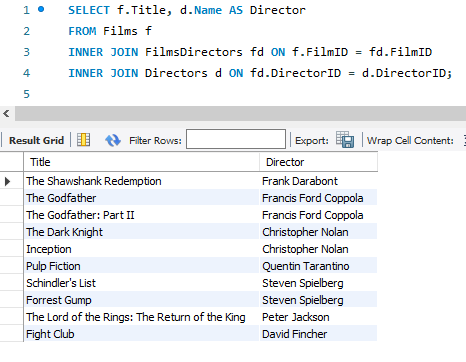 1 SELECT f.Title, d.Name AS Director
2 FROM Films f
3 INNER JOIN FilmsDirectors fd ON f.FilmID = fd.FilmID
4 INNER JOIN Directors d ON fd.DirectorID = d.DirectorID;
5
Result Grid Filter Rows: Export: Wrap Cell Content:
Title Director
The Shawshank Redemption Frank Darabont
The Godfather Francis Ford Coppola
The Godfather: Part II Francis Ford Coppola
The Dark Knight Christopher Nolan
Inception Christopher Nolan
Pulp Fiction Quentin Tarantino
Schindler's List Steven Spielberg
Forrest Gump Steven Spielberg
The Lord of the Rings: The Return of the King Peter Jackson
Fight Club David Fincher